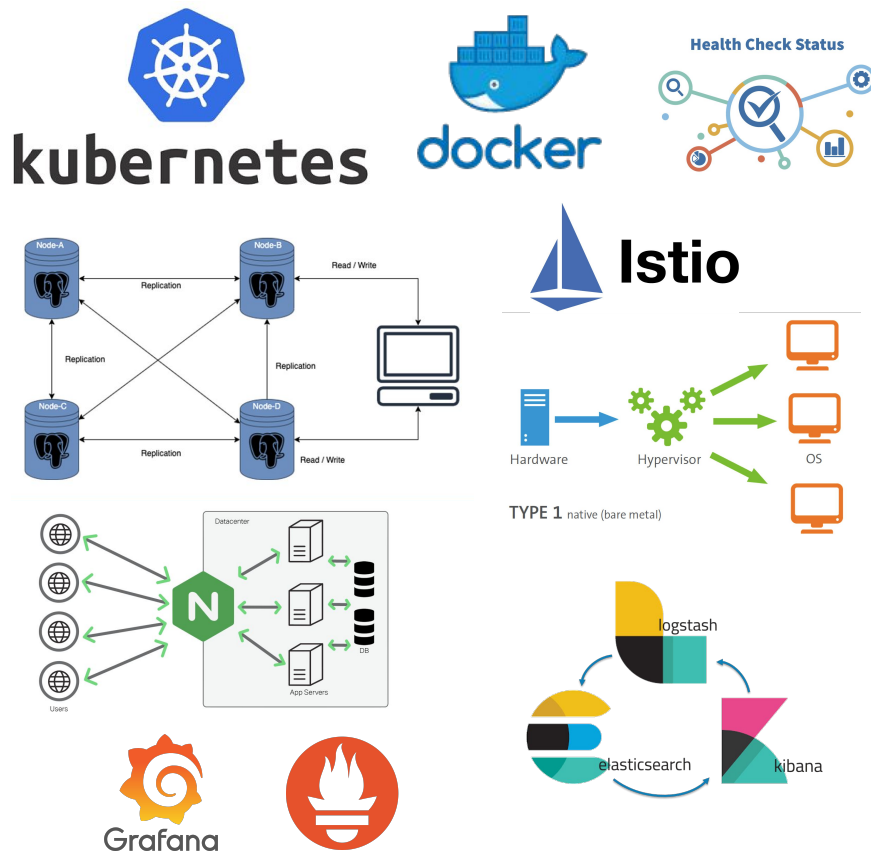 kubernetes
docker
Health Check Status
Node-A
Node-B
Replication
Read / Write
Replication
Replication
Node-C
Node-D
Replication
Read / Write
Istio
Hardware
Hypervisor
OS
TYPE 1 native (bare metal)
Datacenter
N
DB
App Servers
Users
logstash
elasticsearch
kibana
Grafana